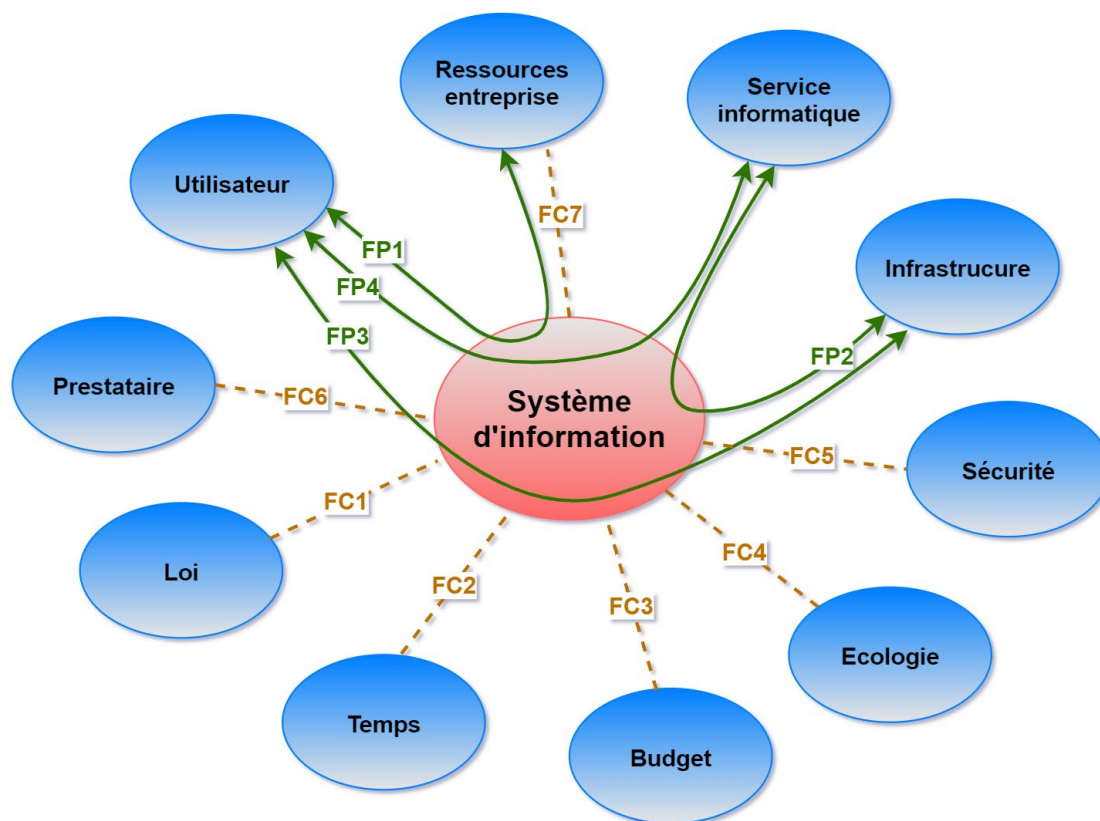 Ressources
entreprise
Service
informatique
Utilisateur
FC7
FP1
Infrastrucure
FP4
FP3
FP2
Prestataire
FC6
Système
d'information
FC5
Sécurité
FC1
Loi
FC4
FC2
FC3
Ecologie
Temps
Budget